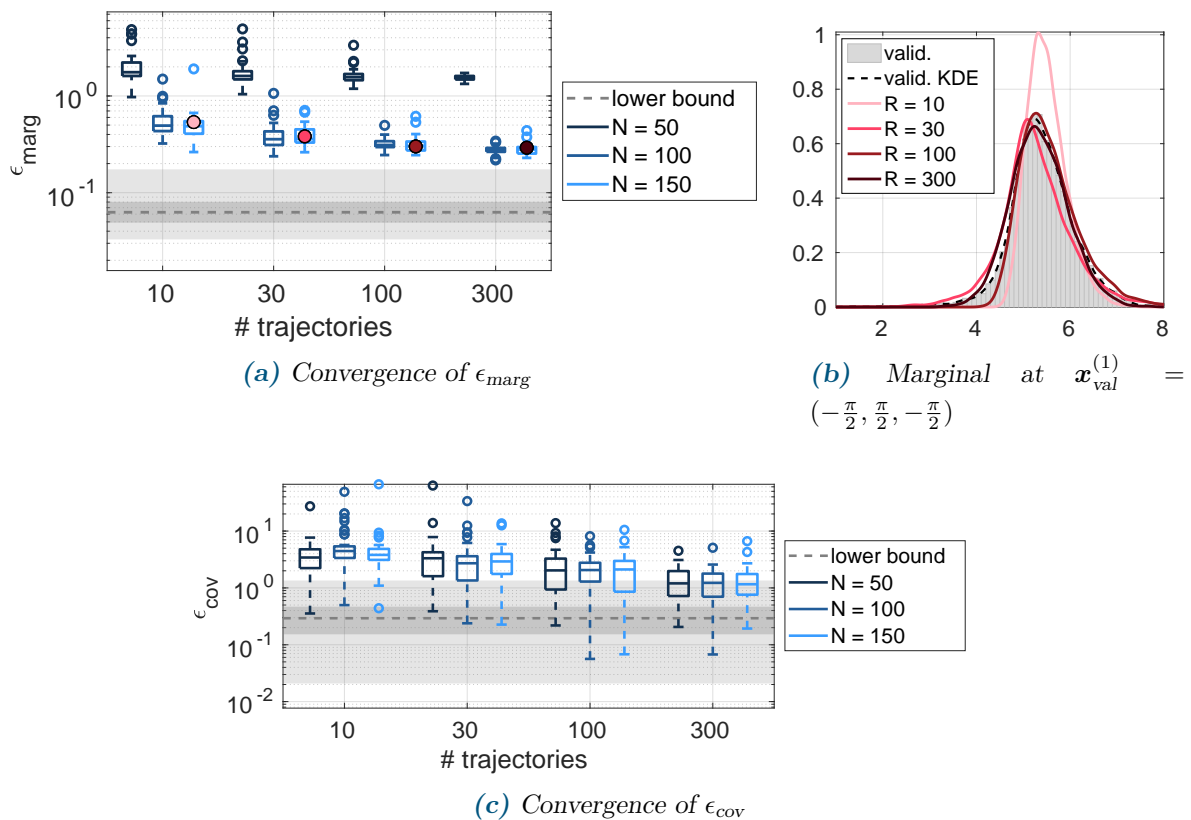 10^0
10^-1
ϵ_marg
10
30
100
300
# trajectories
lower bound
N = 50
N = 100
N = 150
(a) Convergence of ϵ_marg
1
0.8
0.6
0.4
0.2
0
2
4
6
8
valid.
valid. KDE
R = 10
R = 30
R = 100
R = 300
(b) Marginal at x_val^(1) =
(−π/2, π/2, −π/2)
10^1
10^0
10^-1
10^-2
ϵ_cov
10
30
100
300
# trajectories
lower bound
N = 50
N = 100
N = 150
(c) Convergence of ϵ_cov